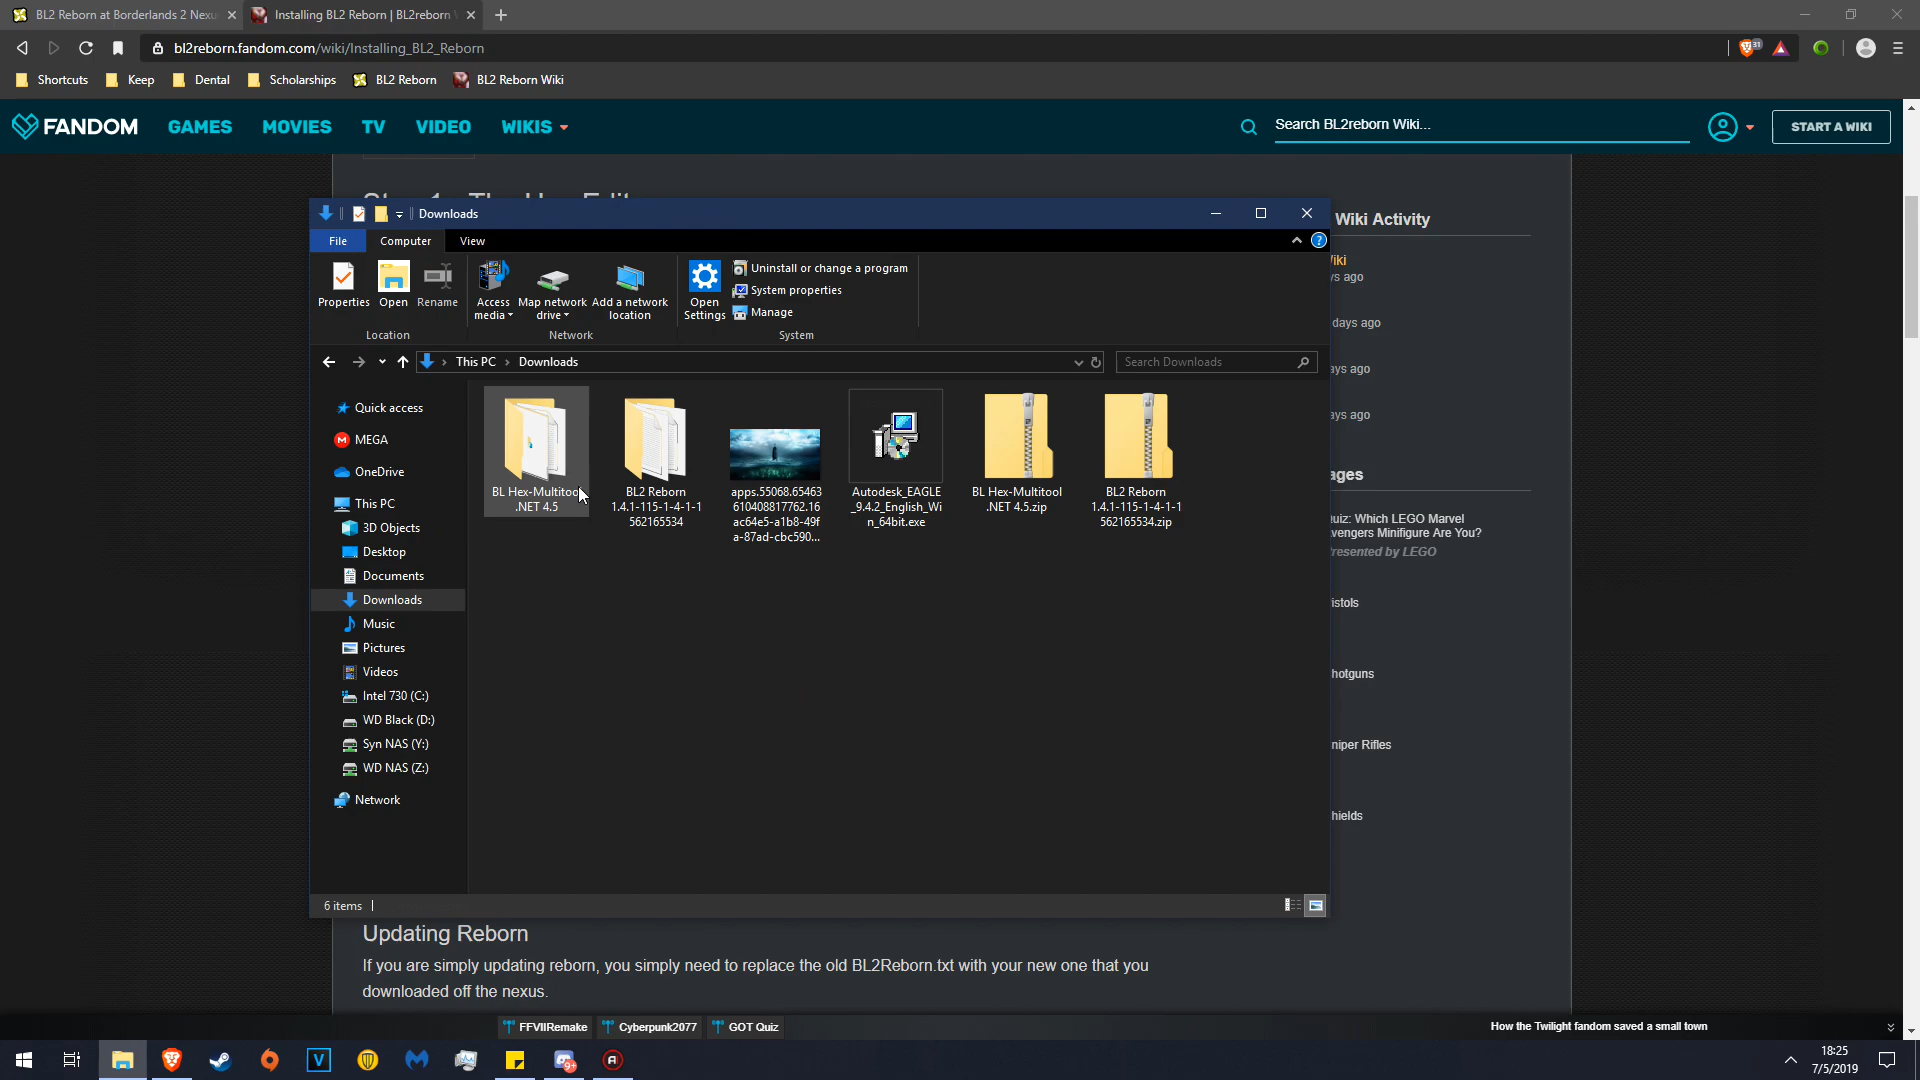 BL2 Reborn at Borderlands 2 Nexu
Installing BL2 Reborn | BL2reborn
bl2reborn.fandom.com/wiki/Installing_BL2_Reborn
31
Shortcuts
Keep
Dental
Scholarships
BL2 Reborn
BL2 Reborn Wiki
FANDOM
GAMES
MOVIES
TV
VIDEO
WIKIS
Search BL2reborn Wiki...
START A WIKI
Downloads
File
Computer
View
Properties
Open
Rename
Access
media
Map network
drive
Add a network
location
Open
Settings
Uninstall or change a program
System properties
Manage
Location
Network
System
This PC
Downloads
Search Downloads
Quick access
MEGA
OneDrive
This PC
3D Objects
Desktop
Documents
Downloads
Music
Pictures
Videos
Intel 730 (C:)
WD Black (D:)
Syn NAS (Y:)
WD NAS (Z:)
Network
BL Hex-Multitoo
.NET 4.5
BL2 Reborn
1.4.1-115-1-4-1-1
562165534
apps.55068.65463
610408817762.16
ac64e5-a1b8-49f
a-87ad-cbc590...
Autodesk_EAGLE
_9.4.2_English_Wi
n_64bit.exe
BL Hex-Multitool
.NET 4.5.zip
BL2 Reborn
1.4.1-115-1-4-1-1
562165534.zip
6 items
Wiki Activity
iki
ys ago
days ago
ays ago
ays ago
ages
uiz: Which LEGO Marvel
vengers Minifigure Are You?
resented by LEGO
istols
hotguns
niper Rifles
hields
Updating Reborn
If you are simply updating reborn, you simply need to replace the old BL2Reborn.txt with your new one that you
downloaded off the nexus.
FFVIIRemake
Cyberpunk2077
GOT Quiz
How the Twilight fandom saved a small town
9+
18:25
7/5/2019